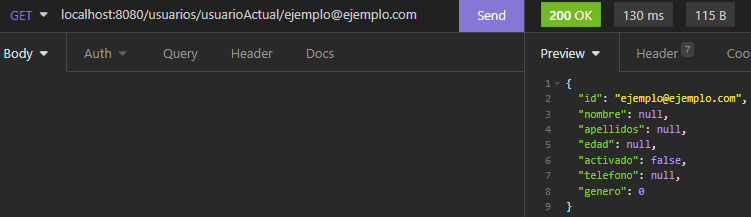 GET localhost:8080/usuarios/usuarioActual/ejemplo@ejemplo.com Send 200 OK 130 ms 115 B
Body Auth Query Header Docs Preview Header 7 Coo
1 {
2 "id": "ejemplo@ejemplo.com",
3 "nombre": null,
4 "apellidos": null,
5 "edad": null,
6 "activado": false,
7 "telefono": null,
8 "genero": 0
9 }